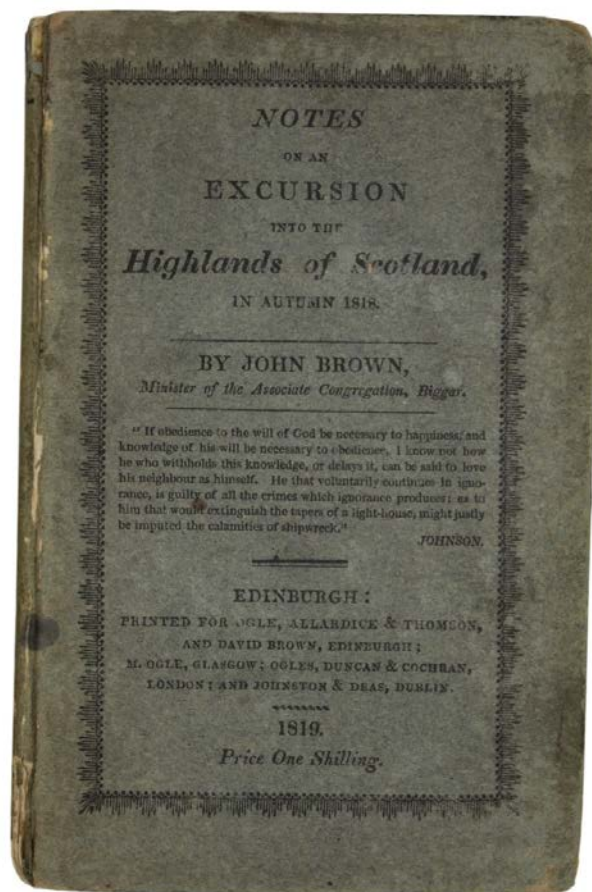 NOTES
ON AN
EXCURSION
INTO THE
Highlands of Scotland,
IN AUTUMN 1818.
BY JOHN BROWN,
Minister of the Associate Congregation, Biggar.
" If obedience to the will of God be necessary to happiness, and
knowledge of his will be necessary to obedience, I know not how
he who withholds this knowledge, or delays it, can be said to love
his neighbour as himself. He that voluntarily continues in igno-
rance, is guilty of all the crimes which ignorance produces; as to
him that would extinguish the tapers of a light-house, might justly
be imputed the calamities of shipwreck."
JOHNSON.
EDINBURGH:
PRINTED FOR OGLE, ALLARDICE & THOMSON,
AND DAVID BROWN, EDINBURGH;
M. OGLE, GLASGOW; OGLES, DUNCAN & COCHRAN,
LONDON; AND JOHNSTON & DEAS, DUBLIN.
1819.
Price One Shilling.